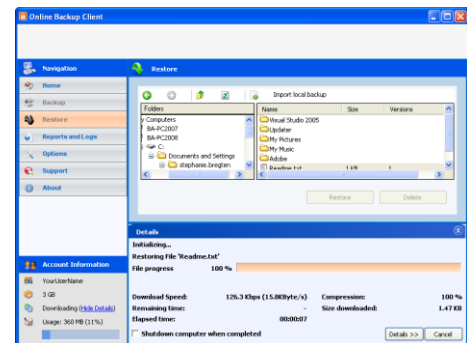 Online Backup Client
Navigation
Home
Backup
Restore
Reports and Logs
Options
Support
About
Account Information
YourUserName
3 GB
Downloading (Hide Details)
Usage: 360 MB (11%)
Restore
Import local backup
Folders
y Computers
BA-PC2007
BA-PC2008
C:
Documents and Settings
stephanie.bregten
Name Size Versions
Visual Studio 2005
Updater
My Pictures
My Music
Adobe
Readme.txt 1 KB 1
Restore Delete
Details
Initializing...
Restoring File 'Readme.txt'
File progress 100 %
Download Speed: 126.3 Kbps (15.8KByte/s) Compression: 100 %
Remaining time: - Size downloaded: 1.47 KB
Elapsed time: 00:00:07
Shutdown computer when completed Details >> Cancel